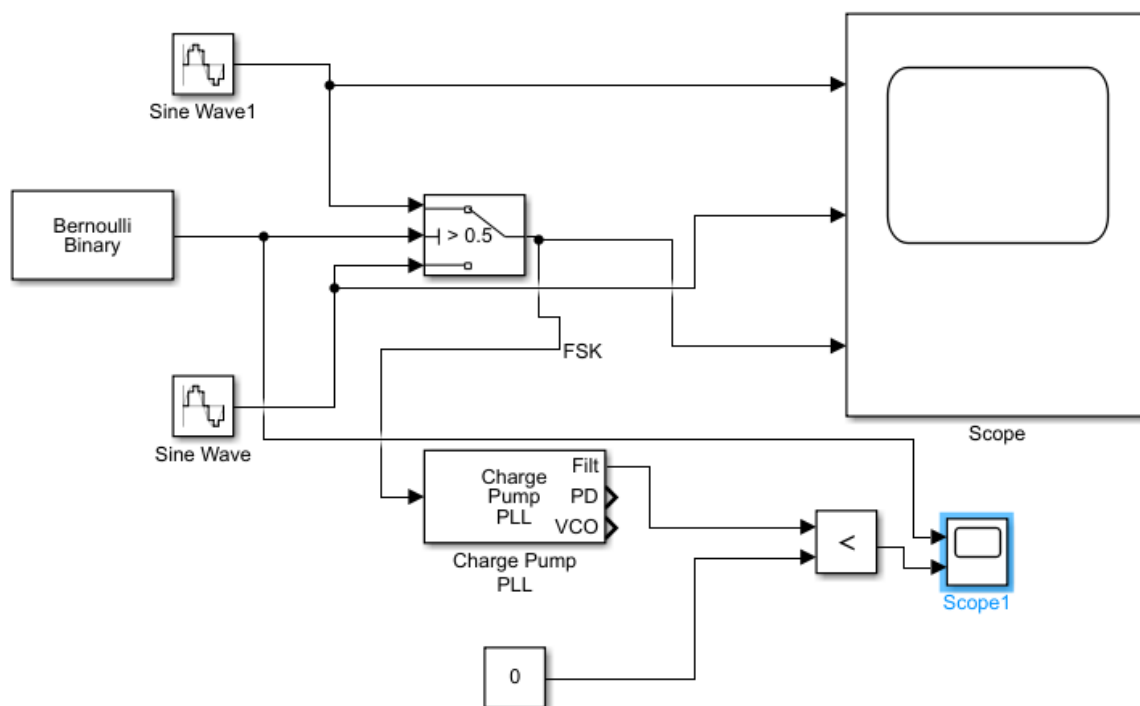 Sine Wave1
Bernoulli
Binary
> 0.5
FSK
Scope
Sine Wave
Charge
Pump
PLL
Filt
PD
VCO
Charge Pump
PLL
<
Scope1
0